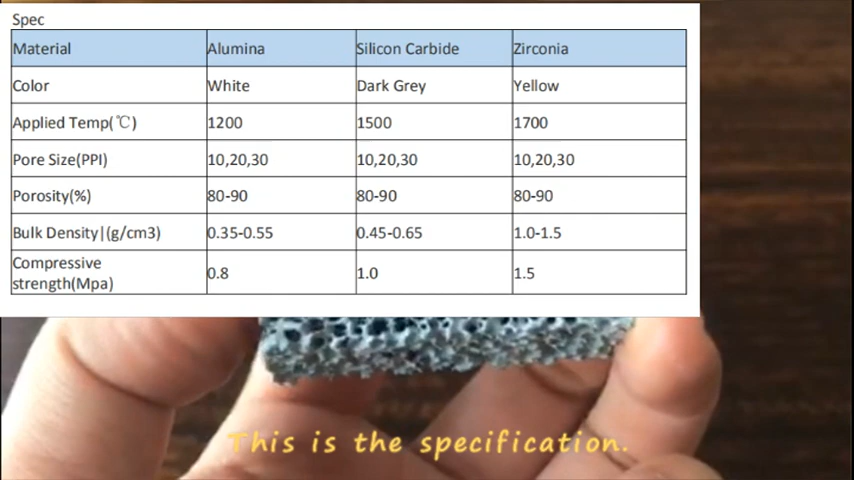 Spec
Material Alumina Silicon Carbide Zirconia
Color White Dark Grey Yellow
Applied Temp(℃) 1200 1500 1700
Pore Size(PPI) 10,20,30 10,20,30 10,20,30
Porosity(%) 80-90 80-90 80-90
Bulk Density|(g/cm3) 0.35-0.55 0.45-0.65 1.0-1.5
Compressive
strength(Mpa) 0.8 1.0 1.5
This is the specification.